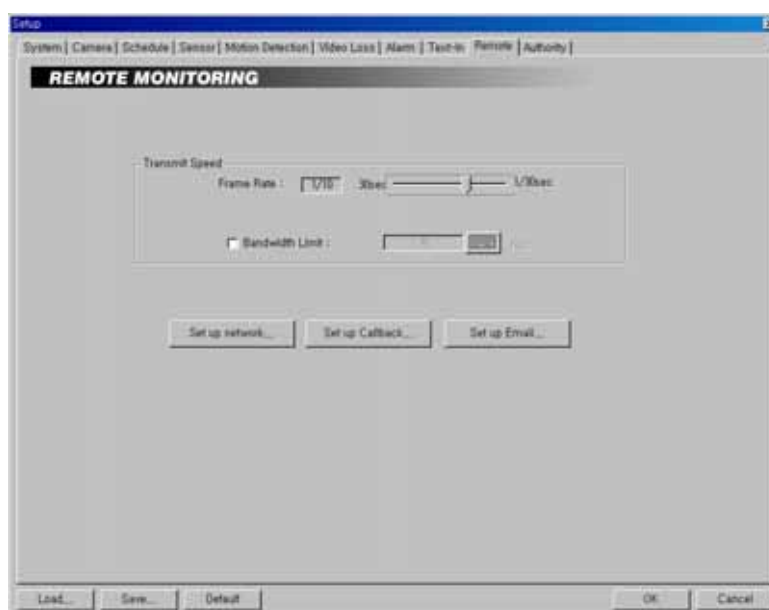 Setup
System | Camera | Schedule | Sensor | Motion Detection | Video Loss | Alarm | Text-In | Remote | Authority |
REMOTE MONITORING
Transmit Speed
Frame Rate : 1/10 30sec 1/30sec
Bandwidth Limit :
Set up network... Set up Callback... Set up Email...
Load... Save... Default OK Cancel